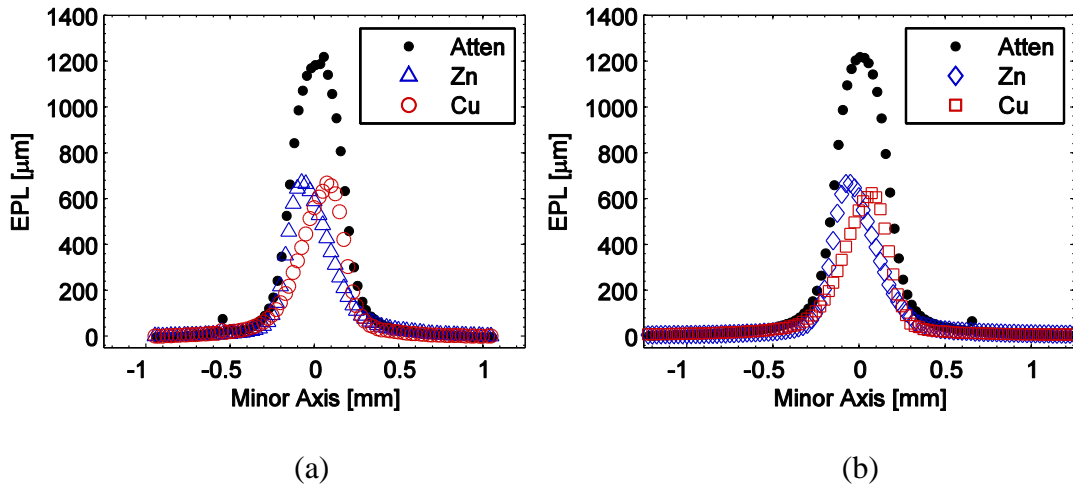 1400
1200
1000
800
600
400
200
0
EPL [μm]
-1 -0.5 0 0.5 1
Minor Axis [mm]
Atten
Zn
Cu
(a)
1400
1200
1000
800
600
400
200
0
EPL [μm]
-1 -0.5 0 0.5 1
Minor Axis [mm]
Atten
Zn
Cu
(b)